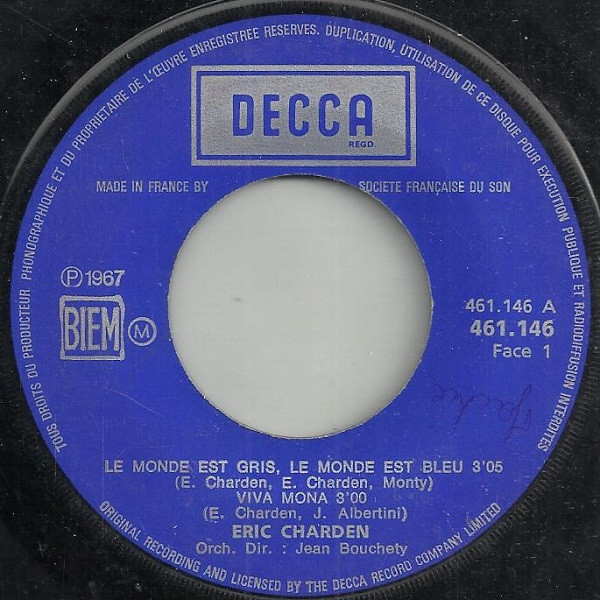 TOUS DROITS DU PRODUCTEUR PHONOGRAPHIQUE ET DU PROPRIETAIRE DE L'ŒUVRE ENREGISTREE RESERVES. DUPLICATION, UTILISATION DE CE DISQUE POUR EXECUTION PUBLIQUE ET RADIODIFFUSION INTERDITES
DECCA
REGD.
MADE IN FRANCE BY SOCIETE FRANÇAISE DU SON
Ⓟ 1967
BIEM Ⓜ
461.146 A
461.146
Face 1
LE MONDE EST GRIS, LE MONDE EST BLEU 3'05
(E. Charden, E. Charden, Monty)
VIVA MONA 3'00
(E. Charden, J. Albertini)
ERIC CHARDEN
Orch. Dir. : Jean Bouchety
ORIGINAL RECORDING AND LICENSED BY THE DECCA RECORD COMPANY LIMITED